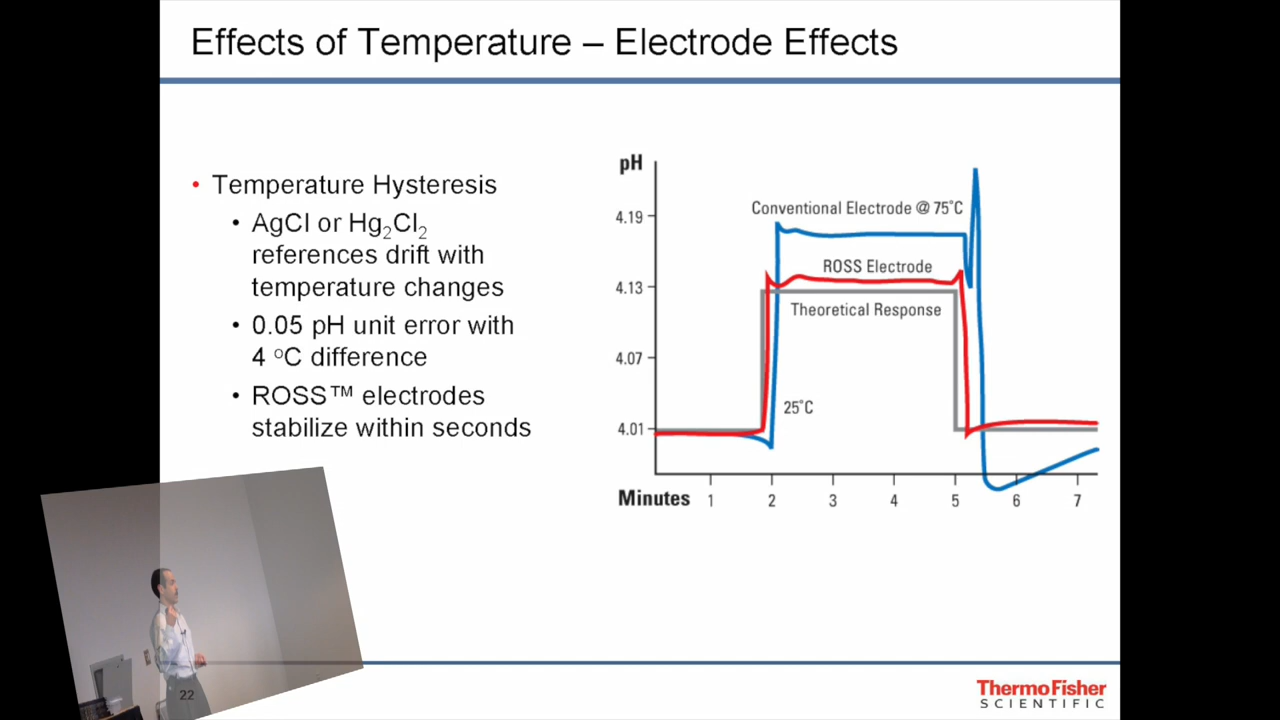 Effects of Temperature – Electrode Effects
• Temperature Hysteresis
• AgCl or Hg2Cl2
references drift with
temperature changes
• 0.05 pH unit error with
4 °C difference
• ROSS™ electrodes
stabilize within seconds
pH
4.19
4.13
4.07
4.01
Conventional Electrode @ 75°C
ROSS Electrode
Theoretical Response
25°C
Minutes 1 2 3 4 5 6 7
22
ThermoFisher
SCIENTIFIC